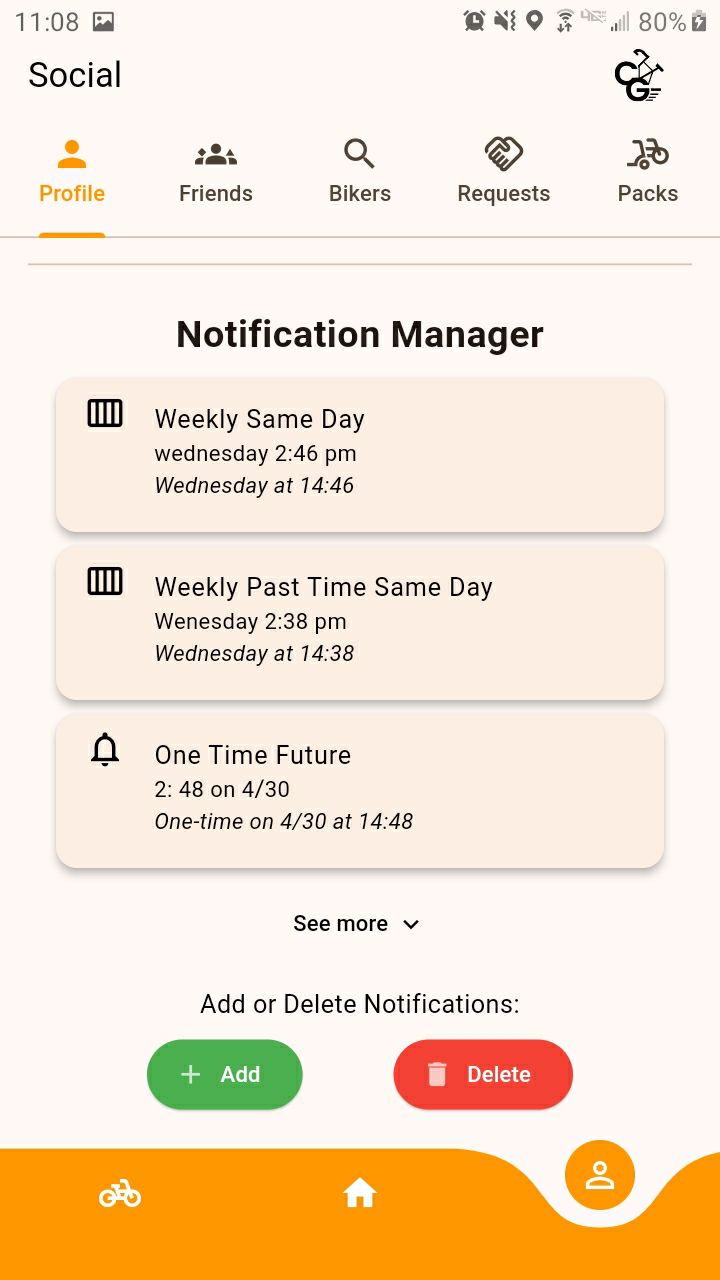 11:08
80%
Social
CG
Profile
Friends
Bikers
Requests
Packs
Notification Manager
Weekly Same Day
wednesday 2:46 pm
Wednesday at 14:46
Weekly Past Time Same Day
Wenesday 2:38 pm
Wednesday at 14:38
One Time Future
2: 48 on 4/30
One-time on 4/30 at 14:48
See more
Add or Delete Notifications:
Add
Delete